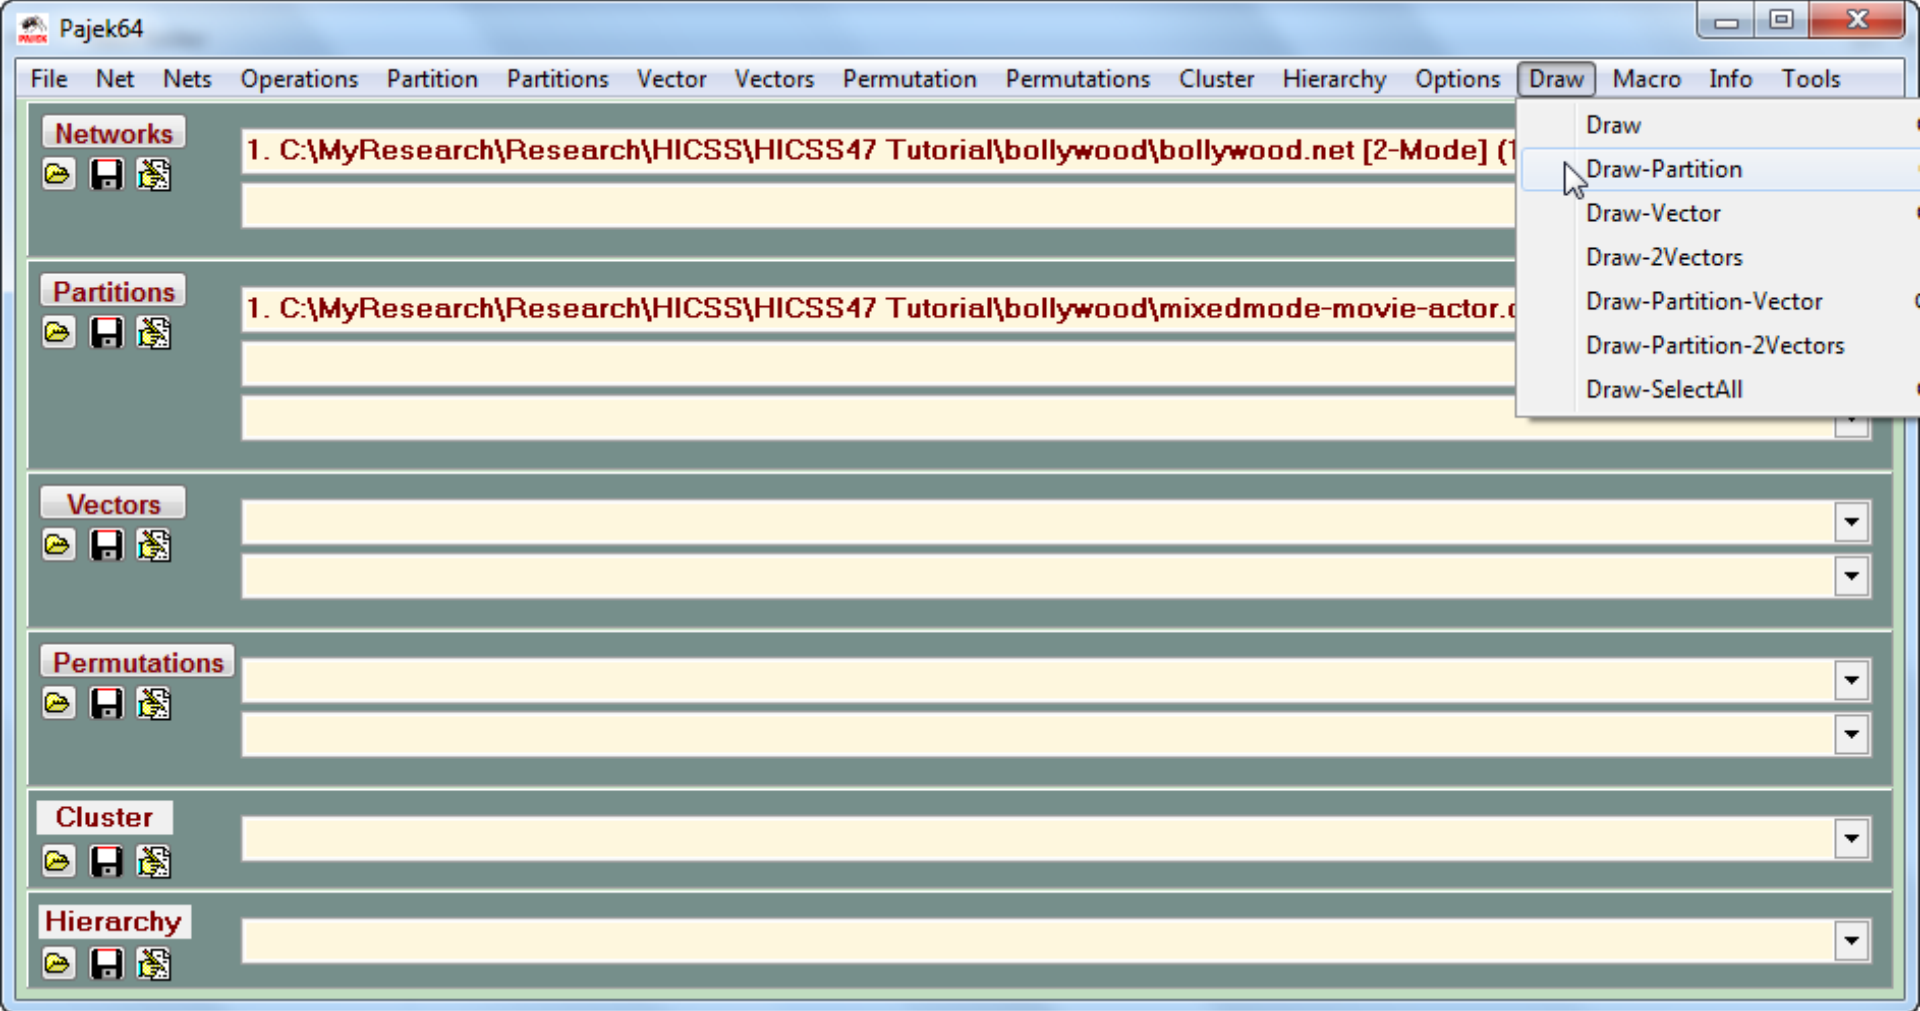 Pajek64
File Net Nets Operations Partition Partitions Vector Vectors Permutation Permutations Cluster Hierarchy Options Draw Macro Info Tools
Networks
1. C:\MyResearch\Research\HICSS\HICSS47 Tutorial\bollywood\bollywood.net [2-Mode] (1
Draw
Draw-Partition
Draw-Vector
Draw-2Vectors
Draw-Partition-Vector
Draw-Partition-2Vectors
Draw-SelectAll
Partitions
1. C:\MyResearch\Research\HICSS\HICSS47 Tutorial\bollywood\mixedmode-movie-actor.
Vectors
Permutations
Cluster
Hierarchy